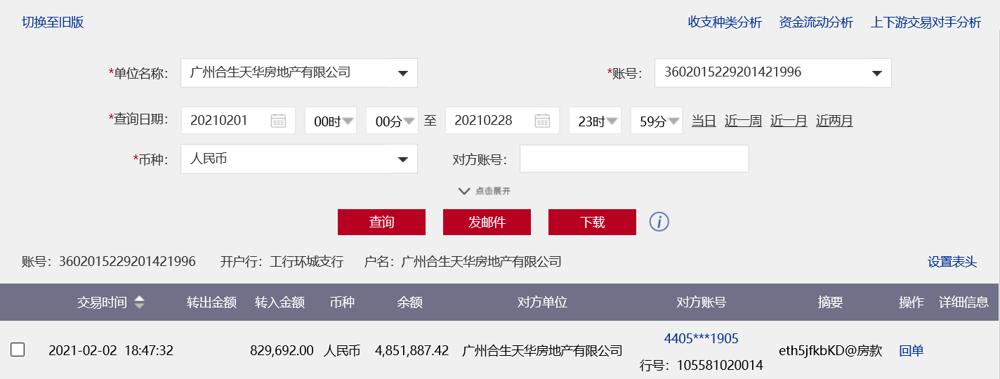 切换至旧版 收支种类分析 资金流动分析 上下游交易对手分析
*单位名称： 广州合生天华房地产有限公司 *账号： 3602015229201421996
*查询日期： 20210201 00时 00分 至 20210228 23时 59分 当日 近一周 近一月 近两月
*币种： 人民币 对方账号：
点击展开
查询 发邮件 下载 i
账号：3602015229201421996 开户行：工行环城支行 户名：广州合生天华房地产有限公司 设置表头
交易时间 转出金额 转入金额 币种 余额 对方单位 对方账号 摘要 操作 详细信息
4405***1905
2021-02-02 18:47:32 829,692.00 人民币 4,851,887.42 广州合生天华房地产有限公司 eth5jfkbKD@房款 回单
行号：105581020014